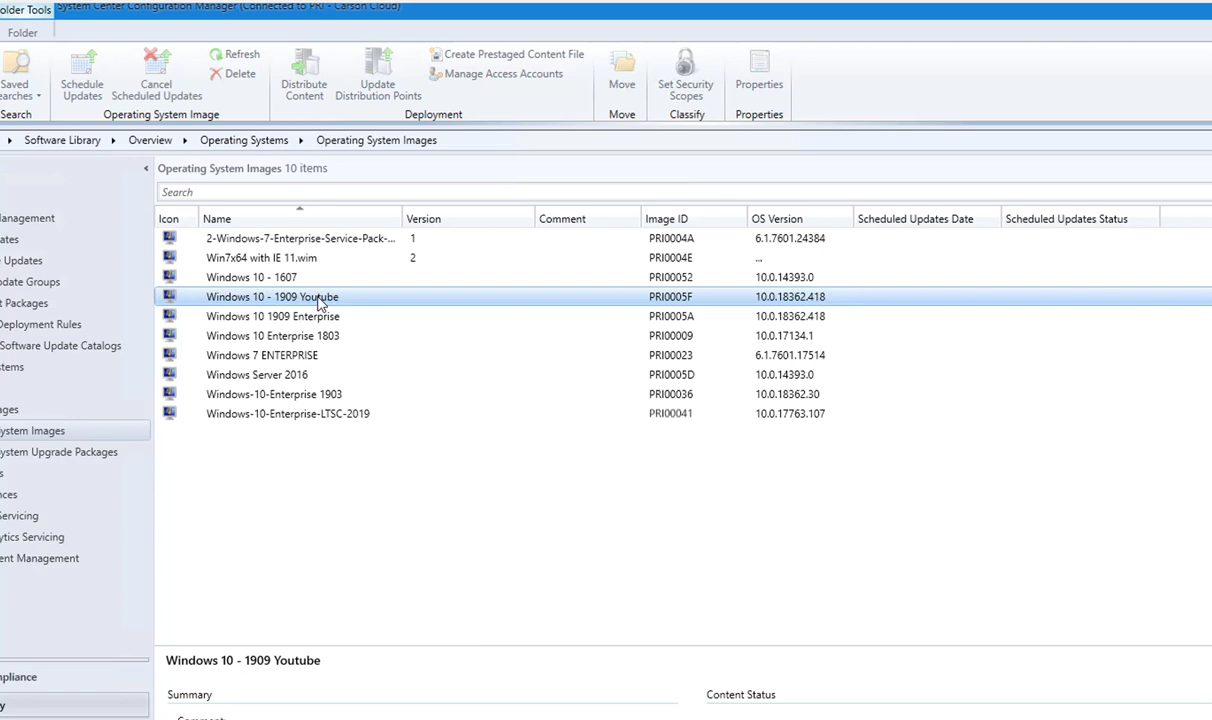 older Tools System Center Configuration Manager (Connected to PRI - Carson Cloud)
Folder
Saved
earches
Search
Schedule
Updates
Cancel
Scheduled Updates
Refresh
Delete
Operating System Image
Distribute
Content
Update
Distribution Points
Create Prestaged Content File
Manage Access Accounts
Deployment
Move
Move
Set Security
Scopes
Classify
Properties
Properties
Software Library Overview Operating Systems Operating System Images
anagement
ates
e Updates
pdate Groups
t Packages
Deployment Rules
Software Update Catalogs
stems
ages
ystem Images
ystem Upgrade Packages
s
nces
Servicing
ytics Servicing
ent Management
mpliance
y
Operating System Images 10 items
Search
Icon Name Version Comment Image ID OS Version Scheduled Updates Date Scheduled Updates Status
2-Windows-7-Enterprise-Service-Pack-... 1 PRI0004A 6.1.7601.24384
Win7x64 with IE 11.wim 2 PRI0004E ...
Windows 10 - 1607 PRI00052 10.0.14393.0
Windows 10 - 1909 Youtube PRI0005F 10.0.18362.418
Windows 10 1909 Enterprise PRI0005A 10.0.18362.418
Windows 10 Enterprise 1803 PRI00009 10.0.17134.1
Windows 7 ENTERPRISE PRI00023 6.1.7601.17514
Windows Server 2016 PRI0005D 10.0.14393.0
Windows-10-Enterprise 1903 PRI00036 10.0.18362.30
Windows-10-Enterprise-LTSC-2019 PRI00041 10.0.17763.107
Windows 10 - 1909 Youtube
Summary
Content Status
Comment: